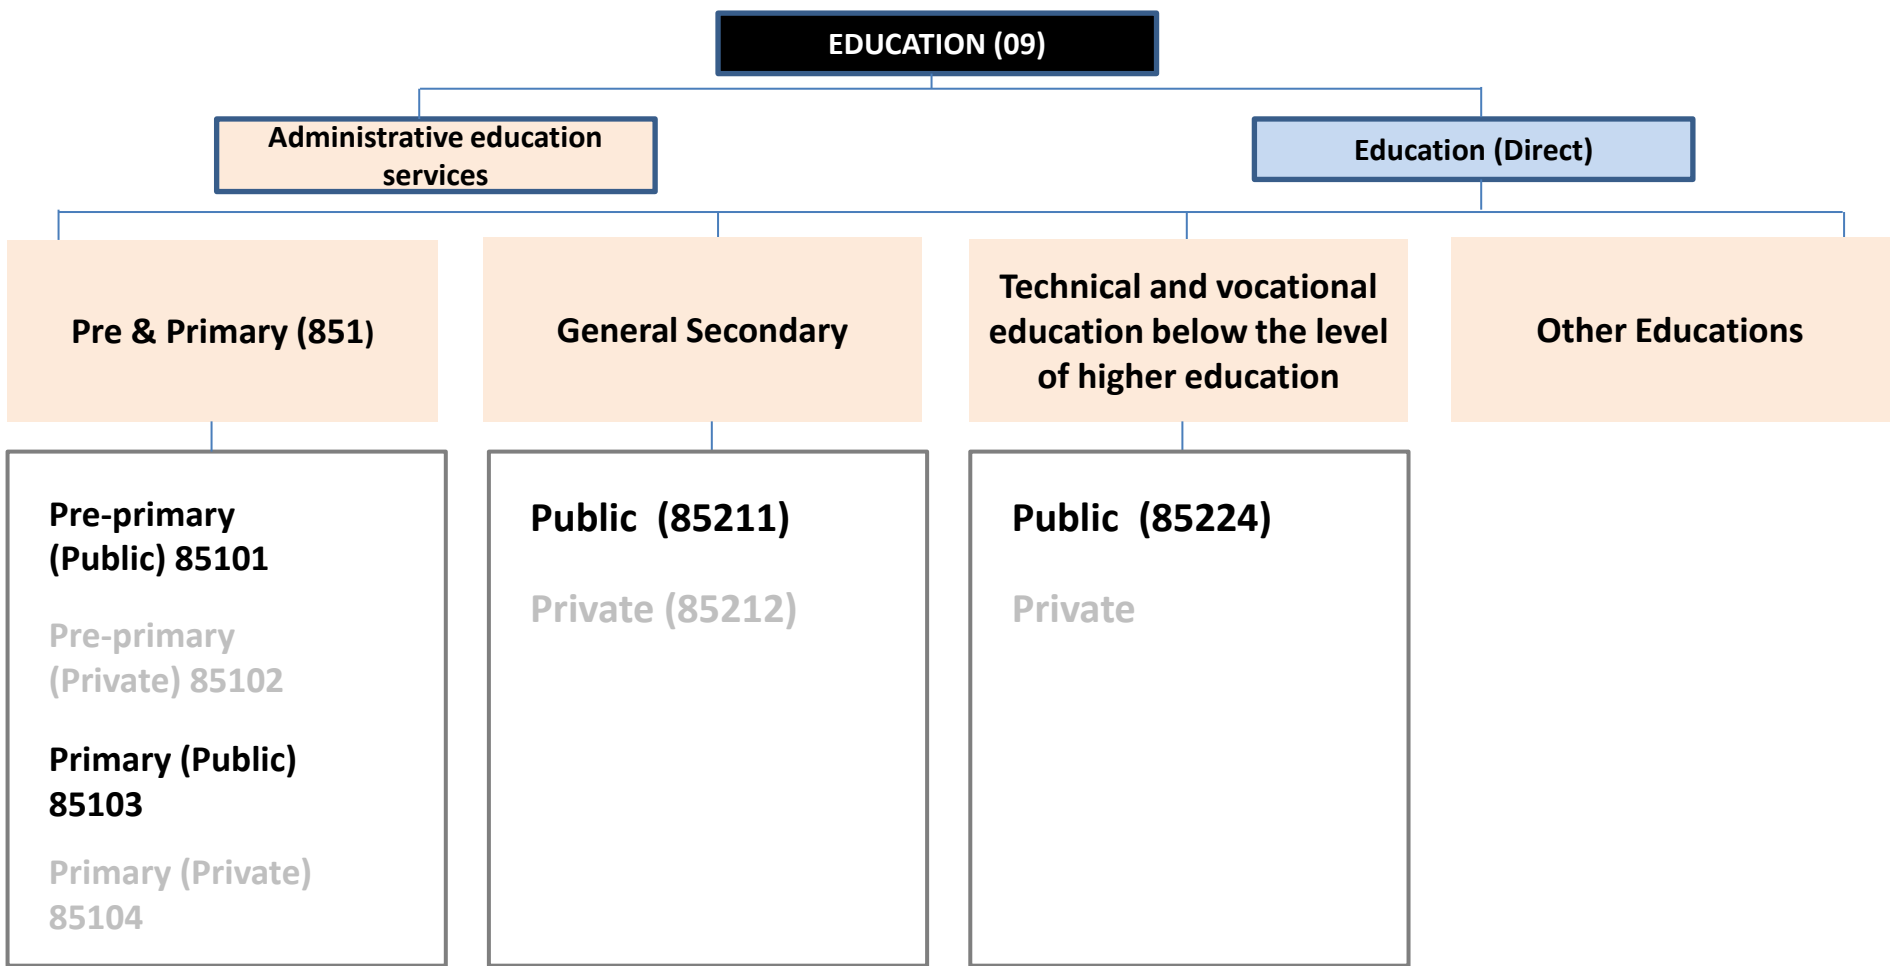 EDUCATION (09)
Administrative education
services
Education (Direct)
Pre & Primary (851)
General Secondary
Technical and vocational
education below the level
of higher education
Other Educations
Pre-primary
(Public) 85101
Pre-primary
(Private) 85102
Primary (Public)
85103
Primary (Private)
85104
Public  (85211)
Private (85212)
Public  (85224)
Private